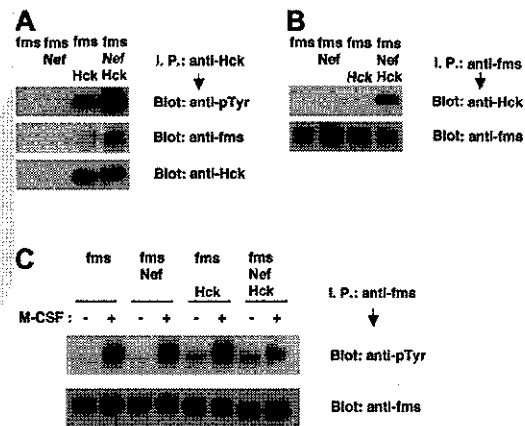 A
fms fms fms fms
Nef Nef
Hck Hck
I. P.: anti-Hck
Blot: anti-pTyr
Blot: anti-fms
Blot: anti-Hck
B
fms fms fms fms
Nef Nef
Hck Hck
I. P.: anti-fms
Blot: anti-Hck
Blot: anti-fms
C
fms fms fms fms
Nef Nef
Hck Hck
I. P.: anti-fms
M-CSF : - + - + - + - +
Blot: anti-pTyr
Blot: anti-fms